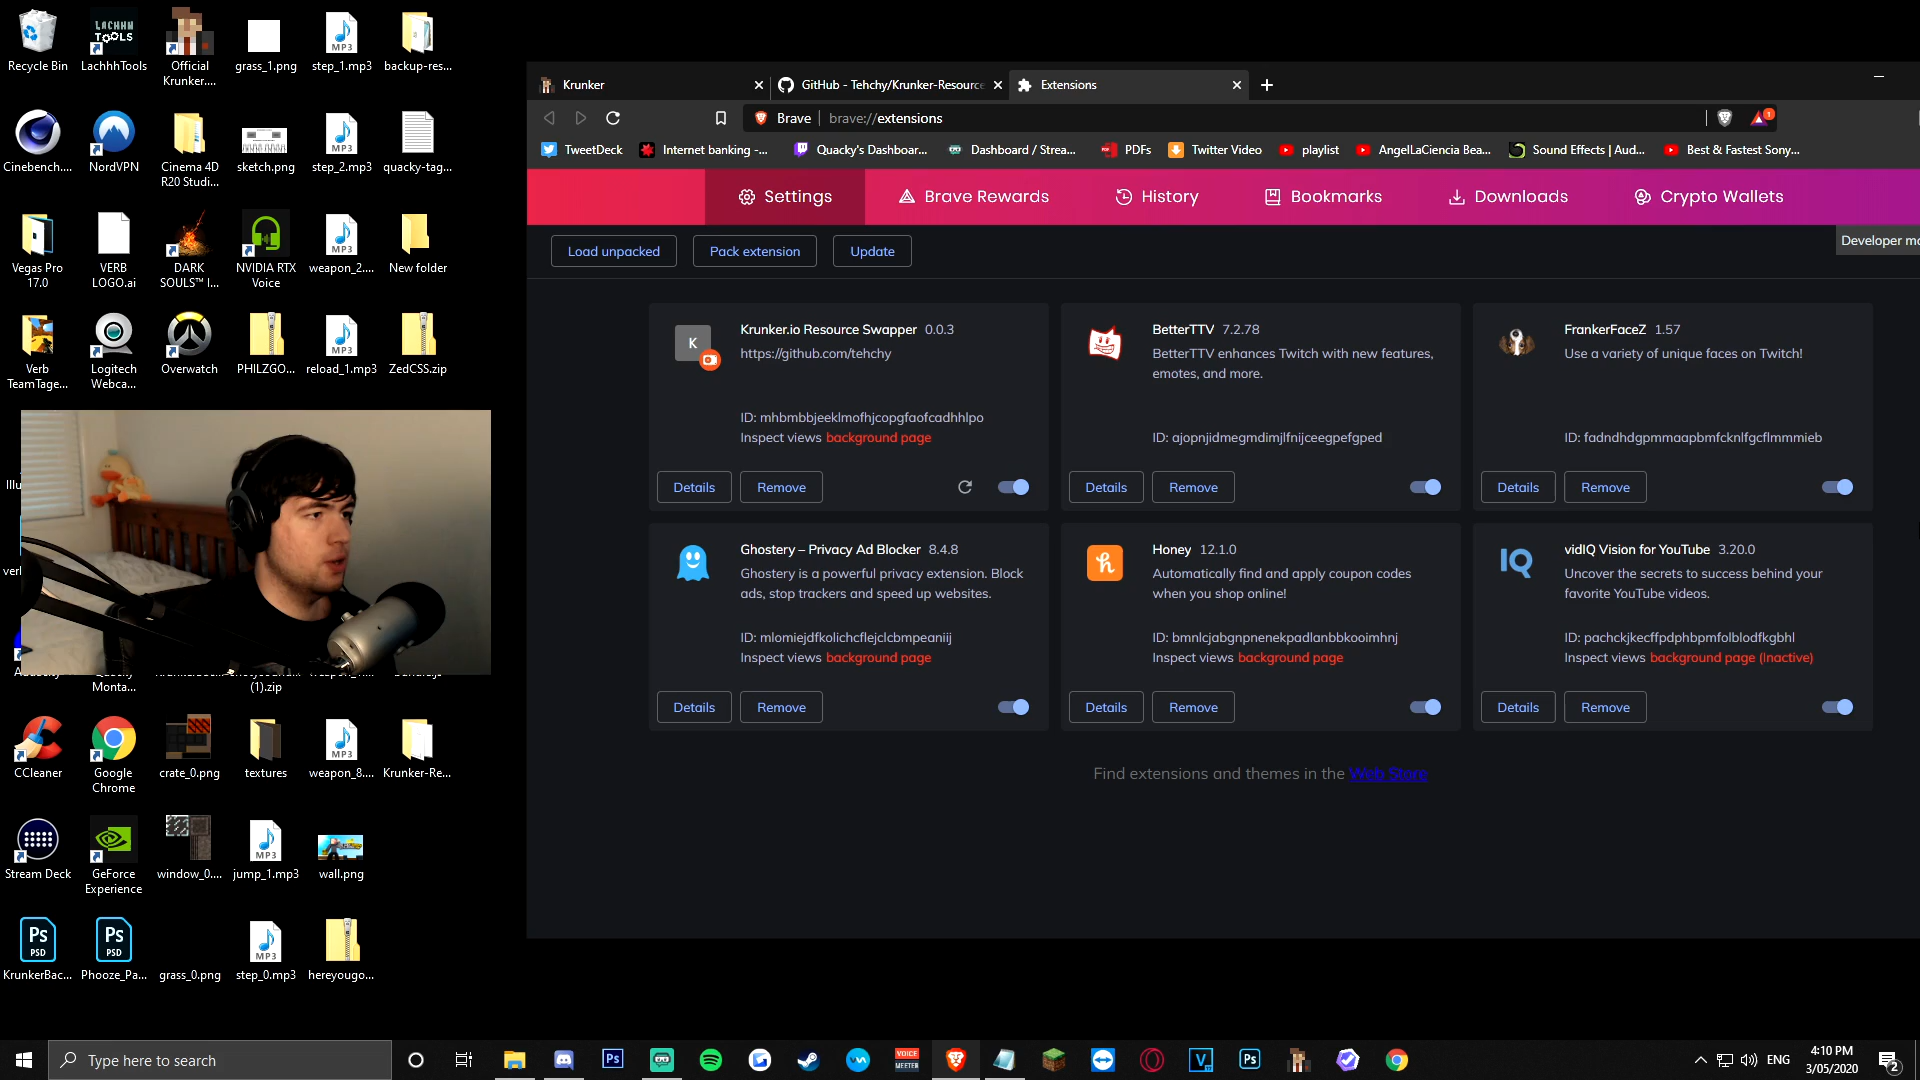 Recycle Bin
LachhhTools
Official
Krunker....
grass_1.png
step_1.mp3
backup-res...
Cinebench....
NordVPN
Cinema 4D
R20 Studi...
sketch.png
step_2.mp3
quacky-tag...
Vegas Pro
17.0
VERB
LOGO.ai
DARK
SOULS™ I...
NVIDIA RTX
Voice
weapon_2....
New folder
Verb
TeamTage...
Logitech
Webca...
Overwatch
PHILZGO...
reload_1.mp3
ZedCSS.zip
Monta...
(1).zip
CCleaner
Google
Chrome
crate_0.png
textures
weapon_8....
Krunker-Re...
Stream Deck
GeForce
Experience
window_0....
jump_1.mp3
wall.png
KrunkerBac...
Phooze_Pa...
grass_0.png
step_0.mp3
hereyougo...
Krunker
GitHub - Tehchy/Krunker-Resource
Extensions
Brave
brave://extensions
TweetDeck
Internet banking -...
Quacky's Dashboar...
Dashboard / Strea...
PDFs
Twitter Video
playlist
AngelLaCiencia Bea...
Sound Effects | Aud...
Best & Fastest Sony...
Settings
Brave Rewards
History
Bookmarks
Downloads
Crypto Wallets
Load unpacked
Pack extension
Update
Developer mo
Krunker.io Resource Swapper 0.0.3
https://github.com/tehchy
ID: mhbmbbjeeklmofhjcopgfaofcadhhlpo
Inspect views background page
Details
Remove
BetterTTV 7.2.78
BetterTTV enhances Twitch with new features,
emotes, and more.
ID: ajopnjidmegmdimjlfnijceegpefgped
Details
Remove
FrankerFaceZ 1.57
Use a variety of unique faces on Twitch!
ID: fadndhdgpmmaapbmfcknlfgcflmmmieb
Details
Remove
Ghostery – Privacy Ad Blocker 8.4.8
Ghostery is a powerful privacy extension. Block
ads, stop trackers and speed up websites.
ID: mlomiejdfkolichcflejclcbmpeaniij
Inspect views background page
Details
Remove
Honey 12.1.0
Automatically find and apply coupon codes
when you shop online!
ID: bmnlcjabgnpnenekpadlanbbkooimhnj
Inspect views background page
Details
Remove
vidIQ Vision for YouTube 3.20.0
Uncover the secrets to success behind your
favorite YouTube videos.
ID: pachckjkecffpdphbpmfolblodfkgbhl
Inspect views background page (Inactive)
Details
Remove
Find extensions and themes in the Web Store
Type here to search
ENG
4:10 PM
3/05/2020
2